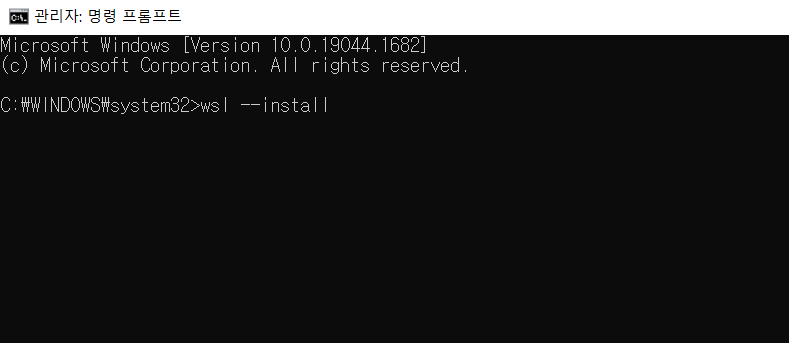 관리자: 명령 프롬프트
Microsoft Windows [Version 10.0.19044.1682]
(c) Microsoft Corporation. All rights reserved.
C:₩WINDOWS₩system32>wsl --install